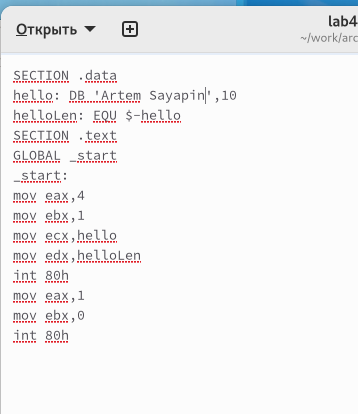 Открыть
lab4
~/work/arc
SECTION .data
hello: DB 'Artem Sayapin',10
helloLen: EQU $-hello
SECTION .text
GLOBAL _start
_start:
mov eax,4
mov ebx,1
mov ecx,hello
mov edx,helloLen
int 80h
mov eax,1
mov ebx,0
int 80h